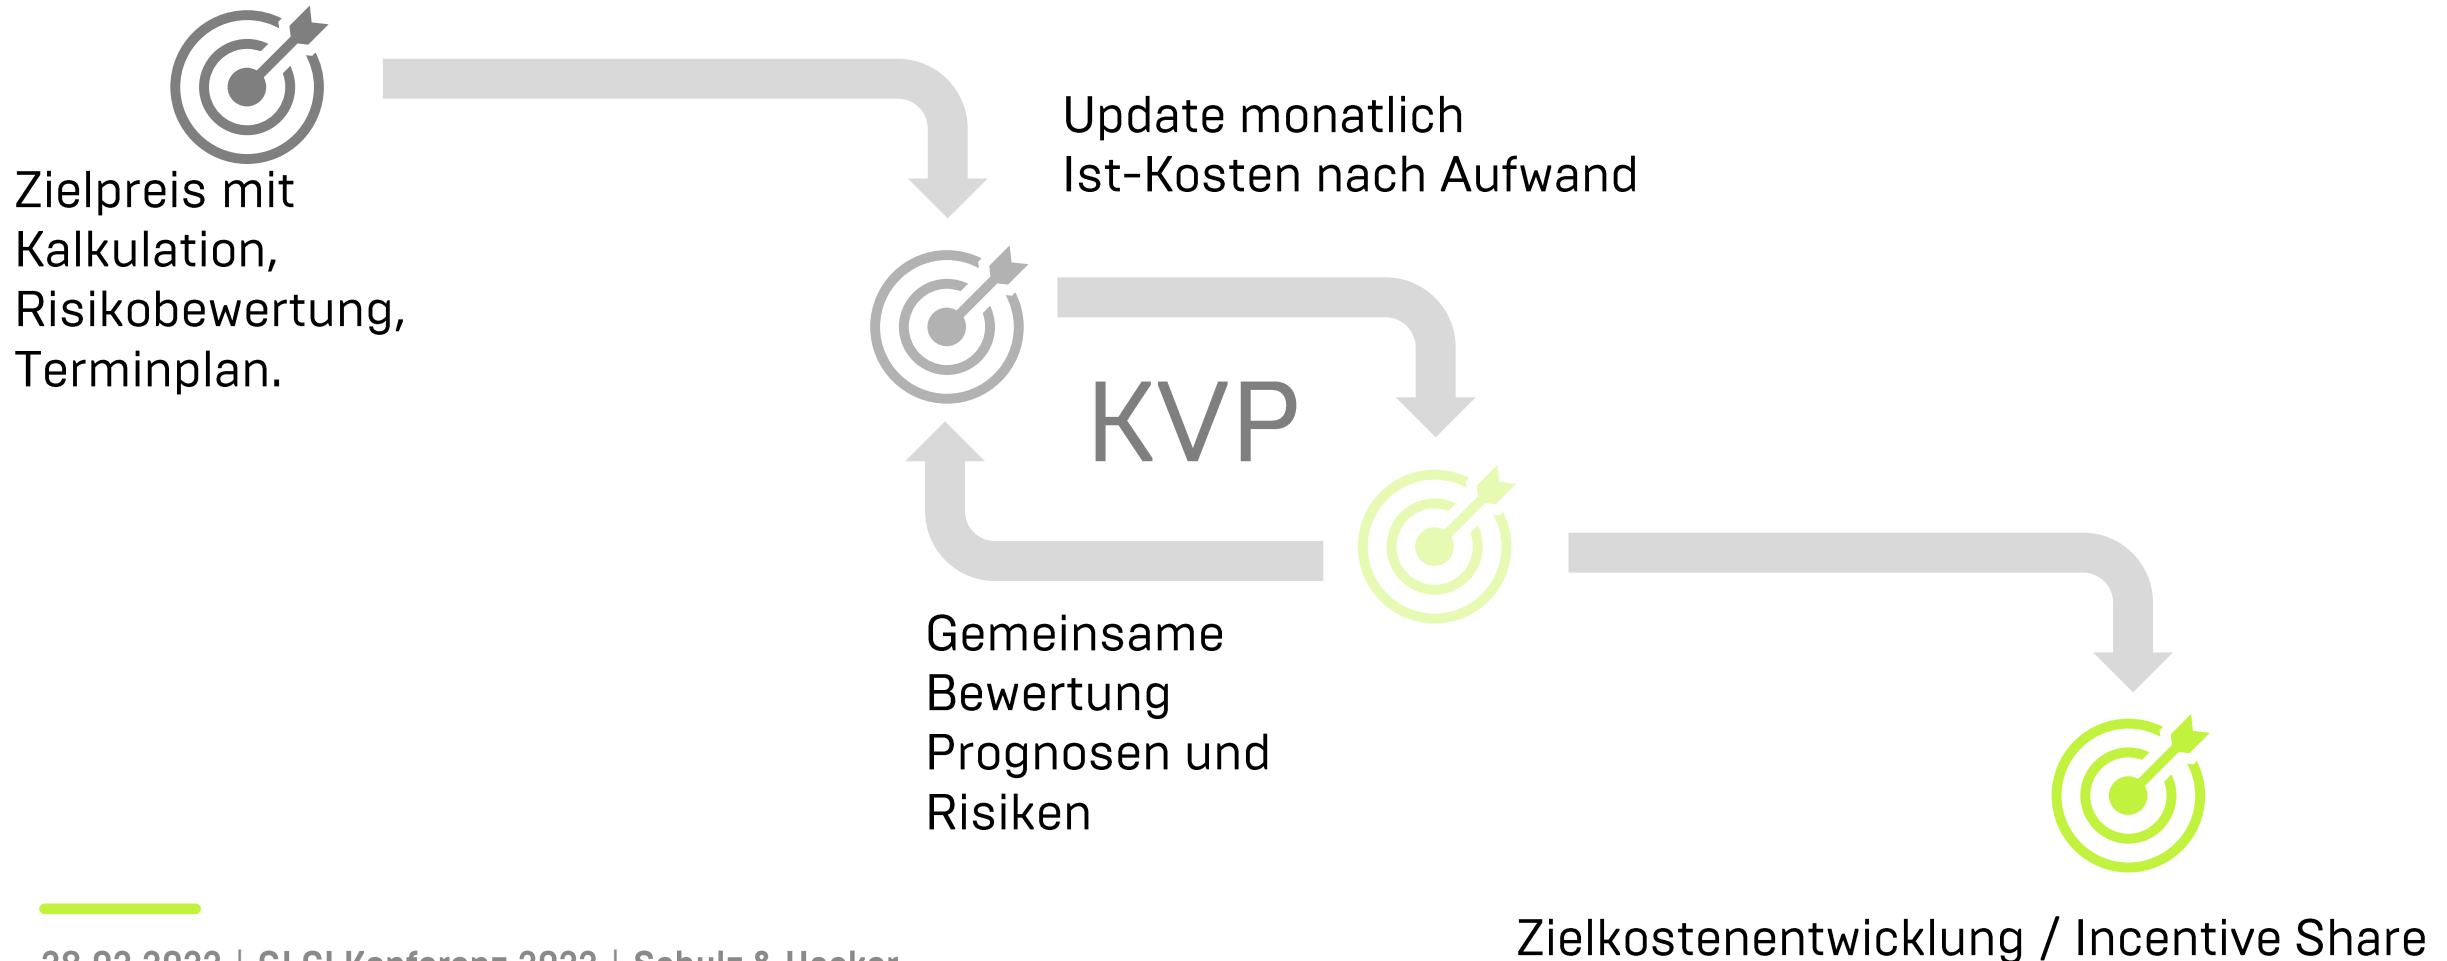 Update monatlich
Ist-Kosten nach Aufwand
Zielpreis mit
Kalkulation,
Risikobewertung,
Terminplan.
KVP
Gemeinsame
Bewertung
Prognosen und
Risiken
Zielkostenentwicklung / Incentive Share